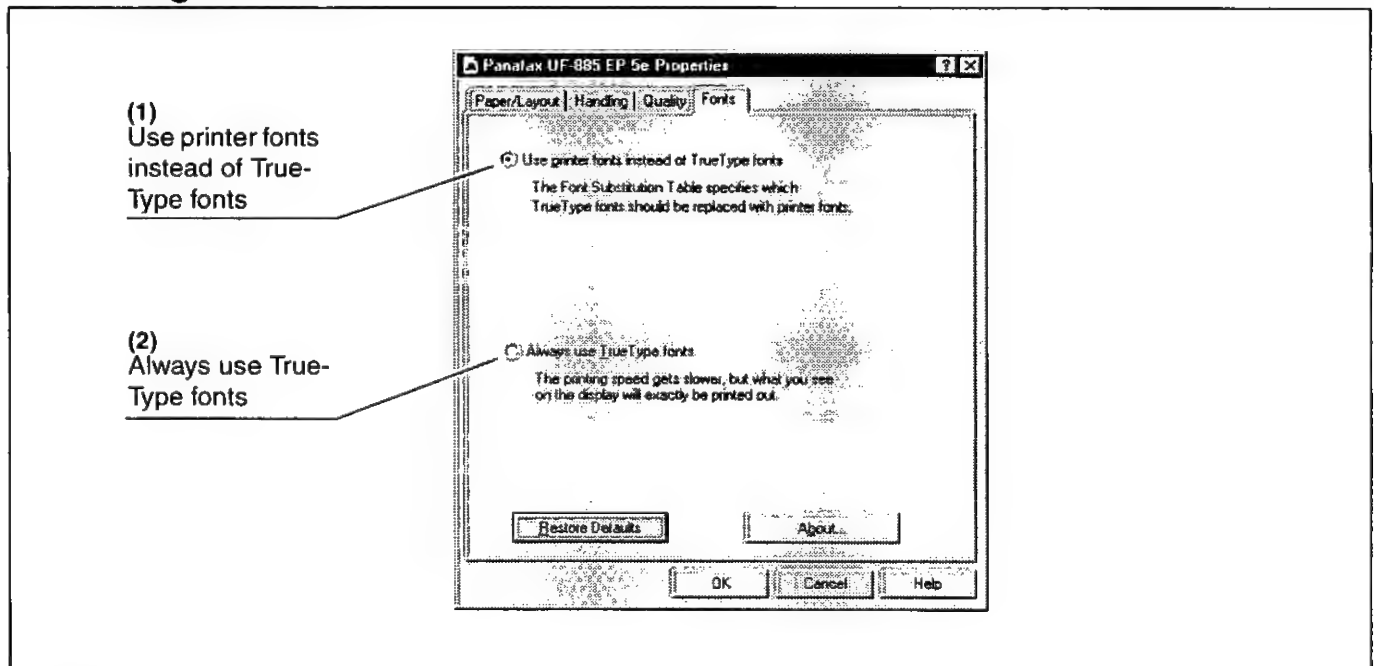 (1)
Use printer fonts
instead of True-
Type fonts
(2)
Always use True-
Type fonts
Panafax UF-885 EP 5e Properties
Paper/Layout Handling Quality Fonts
Use printer fonts instead of TrueType fonts
The Font Substitution Table specifies which
TrueType fonts should be replaced with printer fonts.
Always use TrueType fonts
The printing speed gets slower, but what you see
on the display will exactly be printed out.
Restore Defaults About...
OK Cancel Help